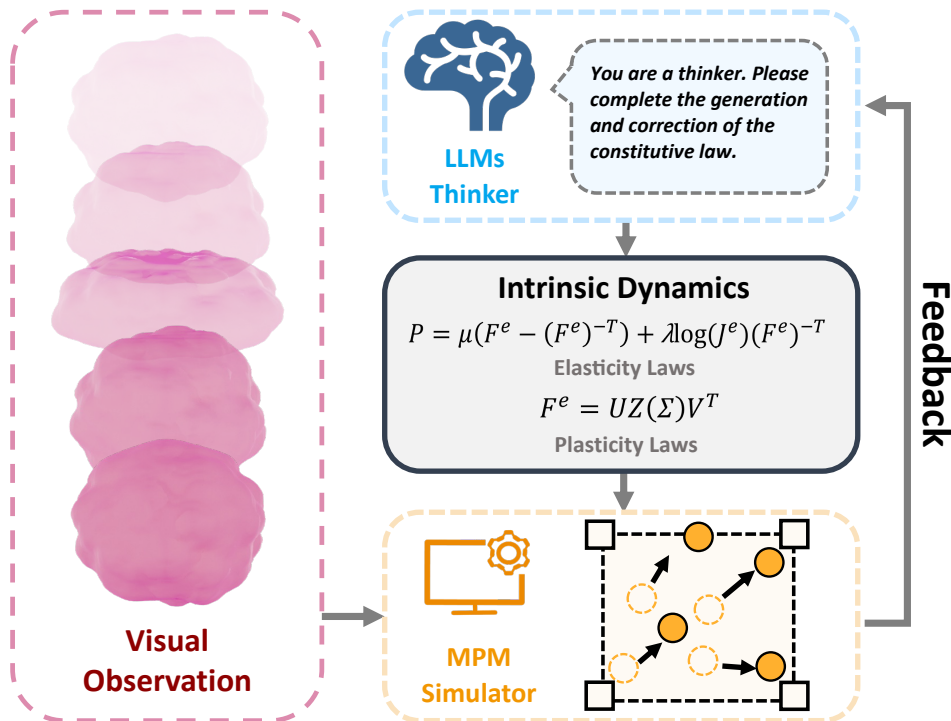 You are a thinker. Please
complete the generation
and correction of the
constitutive law.
LLMs
Thinker
Intrinsic Dynamics
P = μ(F^e − (F^e)^{−T}) + λlog(J^e)(F^e)^{−T}
Elasticity Laws
F^e = UZ(Σ)V^T
Plasticity Laws
Feedback
Visual
Observation
MPM
Simulator